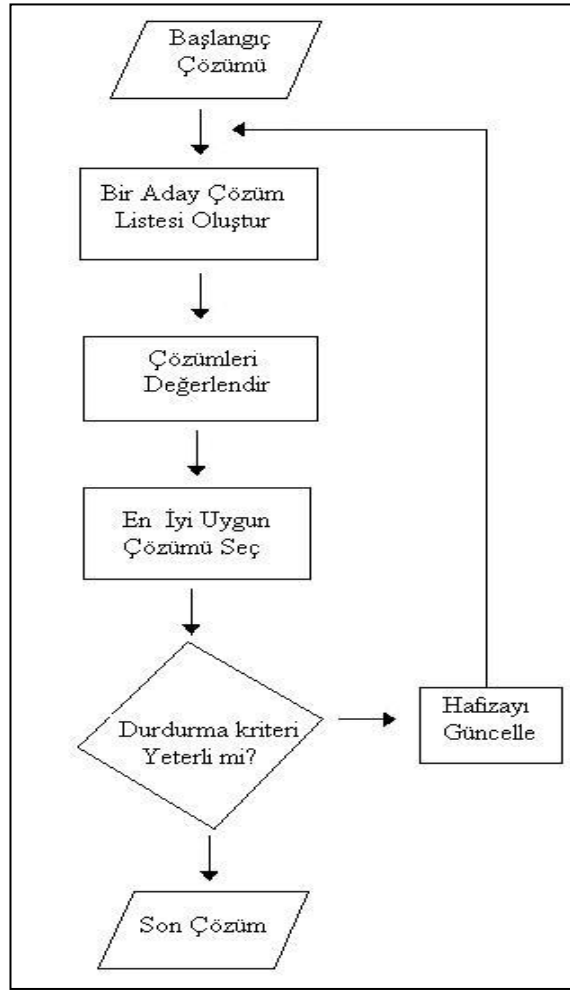 Başlangıç
Çözümü
Bir Aday Çözüm
Listesi Oluştur
Çözümleri
Değerlendir
En İyi Uygun
Çözümü Seç
Durdurma kriteri
Yeterli mi?
Hafizayı
Güncelle
Son Çözüm